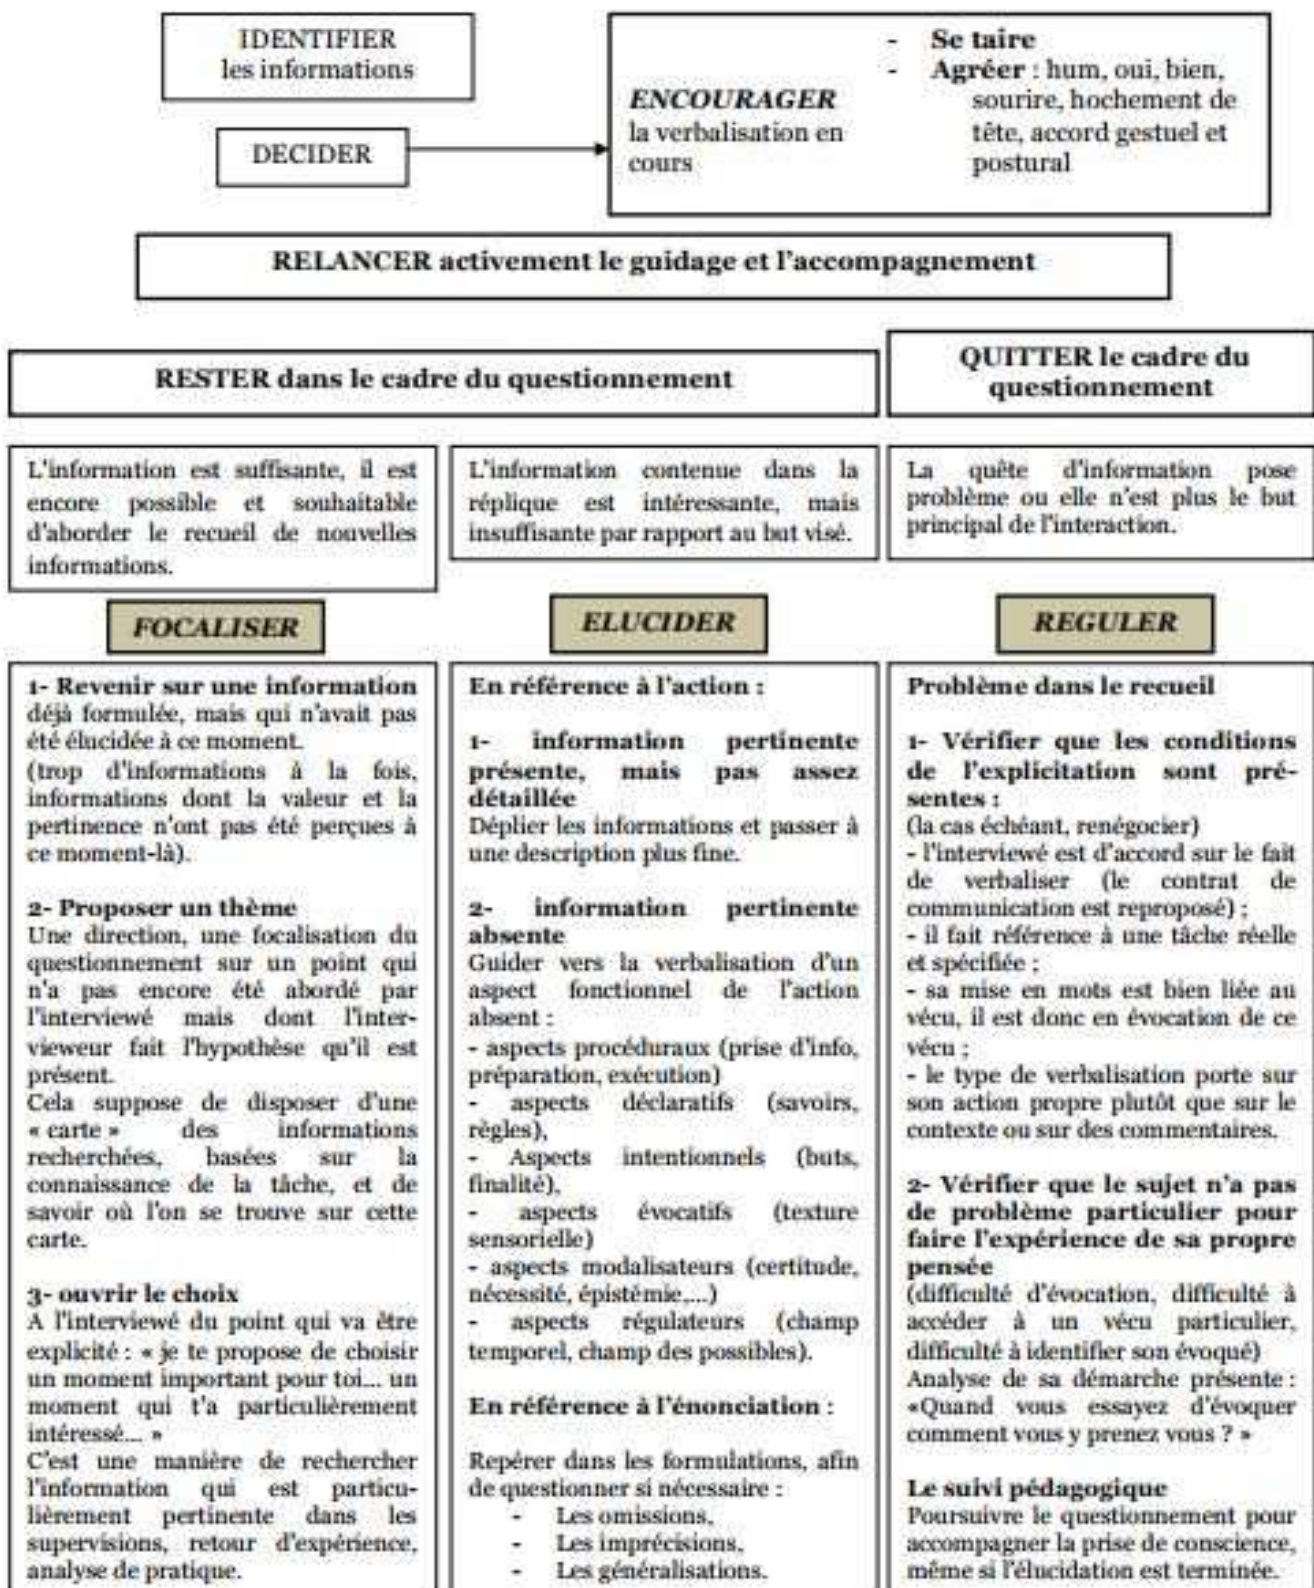 IDENTIFIER
les informations
DECIDER
ENCOURAGER
la verbalisation en
cours
- Se taire
- Agréer : hum, oui, bien,
sourire, hochement de
tête, accord gestuel et
postural
RELANCER activement le guidage et l'accompagnement
RESTER dans le cadre du questionnement
QUITTER le cadre du
questionnement
L'information est suffisante, il est
encore possible et souhaitable
d'aborder le recueil de nouvelles
informations.
L'information contenue dans la
réplique est intéressante, mais
insuffisante par rapport au but visé.
La quête d'information pose
problème ou elle n'est plus le but
principal de l'interaction.
FOCALISER
ELUCIDER
REGULER
1- Revenir sur une information
déjà formulée, mais qui n'avait pas
été élucidée à ce moment.
(trop d'informations à la fois,
informations dont la valeur et la
pertinence n'ont pas été perçues à
ce moment-là).
2- Proposer un thème
Une direction, une focalisation du
questionnement sur un point qui
n'a pas encore été abordé par
l'interviewé mais dont l'inter-
vieweur fait l'hypothèse qu'il est
présent.
Cela suppose de disposer d'une
« carte » des informations
recherchées, basées sur la
connaissance de la tâche, et de
savoir où l'on se trouve sur cette
carte.
3- ouvrir le choix
A l'interviewé du point qui va être
explicité : « je te propose de choisir
un moment important pour toi... un
moment qui t'a particulièrement
intéressé... »
C'est une manière de rechercher
l'information qui est particu-
lièrement pertinente dans les
supervisions, retour d'expérience,
analyse de pratique.
En référence à l'action :
1- information pertinente
présente, mais pas assez
détaillée
Déplier les informations et passer à
une description plus fine.
2- information pertinente
absente
Guider vers la verbalisation d'un
aspect fonctionnel de l'action
absent :
- aspects procéduraux (prise d'info,
préparation, exécution)
- aspects déclaratifs (savoirs,
règles),
- Aspects intentionnels (buts,
finalité),
- aspects évocatifs (texture
sensorielle)
- aspects modalisateurs (certitude,
nécessité, épistémie,...)
- aspects régulateurs (champ
temporel, champ des possibles).
En référence à l'énonciation :
Repérer dans les formulations, afin
de questionner si nécessaire :
- Les omissions,
- Les imprécisions,
- Les généralisations.
Problème dans le recueil
1- Vérifier que les conditions
de l'explicitation sont pré-
sentes :
(la cas échéant, renégocier)
- l'interviewé est d'accord sur le fait
de verbaliser (le contrat de
communication est reproposé) ;
- il fait référence à une tâche réelle
et spécifiée ;
- sa mise en mots est bien liée au
vécu, il est donc en évocation de ce
vécu ;
- le type de verbalisation porte sur
son action propre plutôt que sur le
contexte ou sur des commentaires.
2- Vérifier que le sujet n'a pas
de problème particulier pour
faire l'expérience de sa propre
pensée
(difficulté d'évocation, difficulté à
accéder à un vécu particulier,
difficulté à identifier son évoqué)
Analyse de sa démarche présente :
«Quand vous essayez d'évoquer
comment vous y prenez vous ? »
Le suivi pédagogique
Poursuivre le questionnement pour
accompagner la prise de conscience,
même si l'élucidation est terminée.